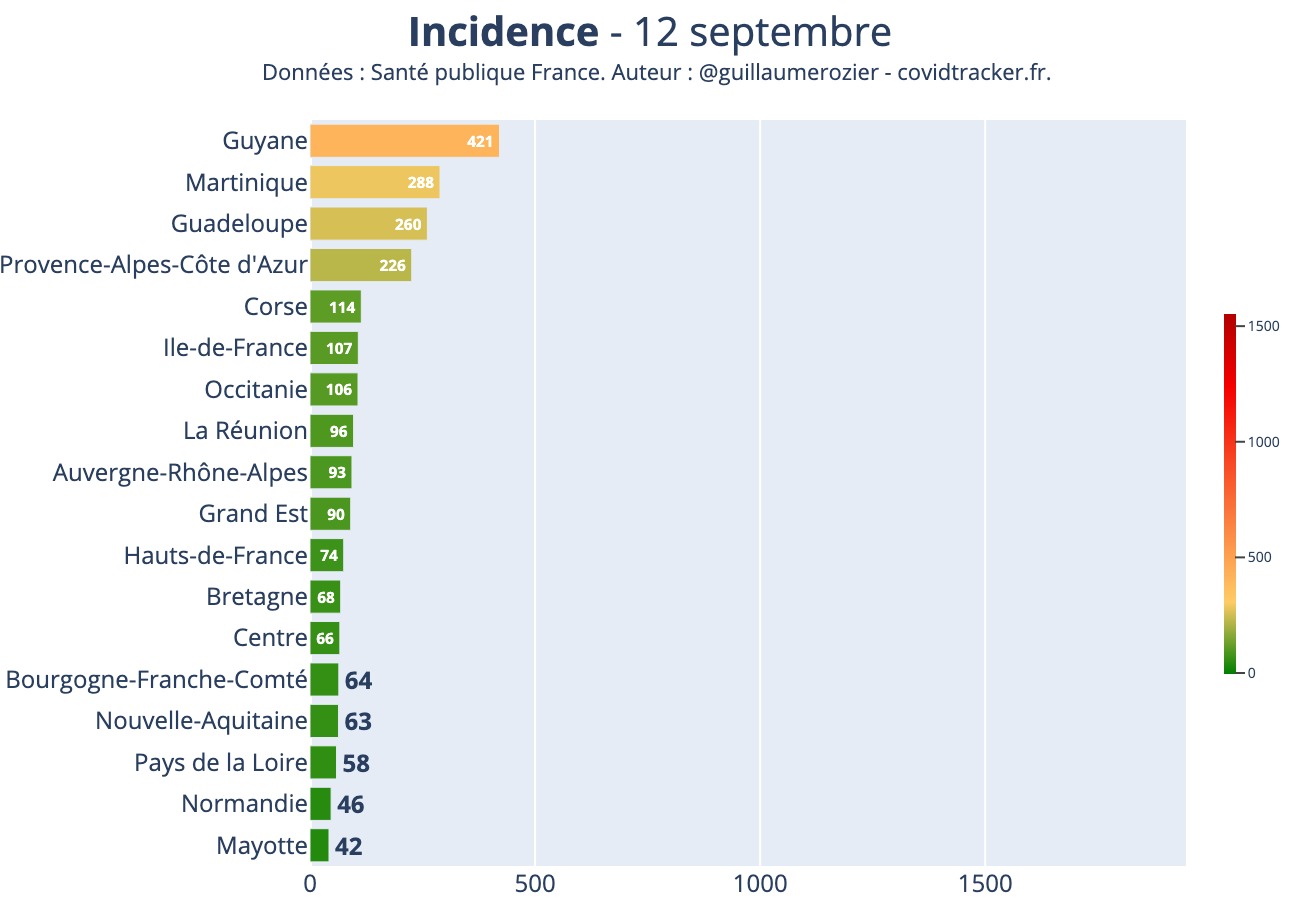 Incidence - 12 septembre
Données : Santé publique France. Auteur : @guillaumerozier - covidtracker.fr.
Guyane 421
Martinique 288
Guadeloupe 260
Provence-Alpes-Côte d'Azur 226
Corse 114
Ile-de-France 107
Occitanie 106
La Réunion 96
Auvergne-Rhône-Alpes 93
Grand Est 90
Hauts-de-France 74
Bretagne 68
Centre 66
Bourgogne-Franche-Comté 64
Nouvelle-Aquitaine 63
Pays de la Loire 58
Normandie 46
Mayotte 42
0 500 1000 1500
1500
1000
500
0